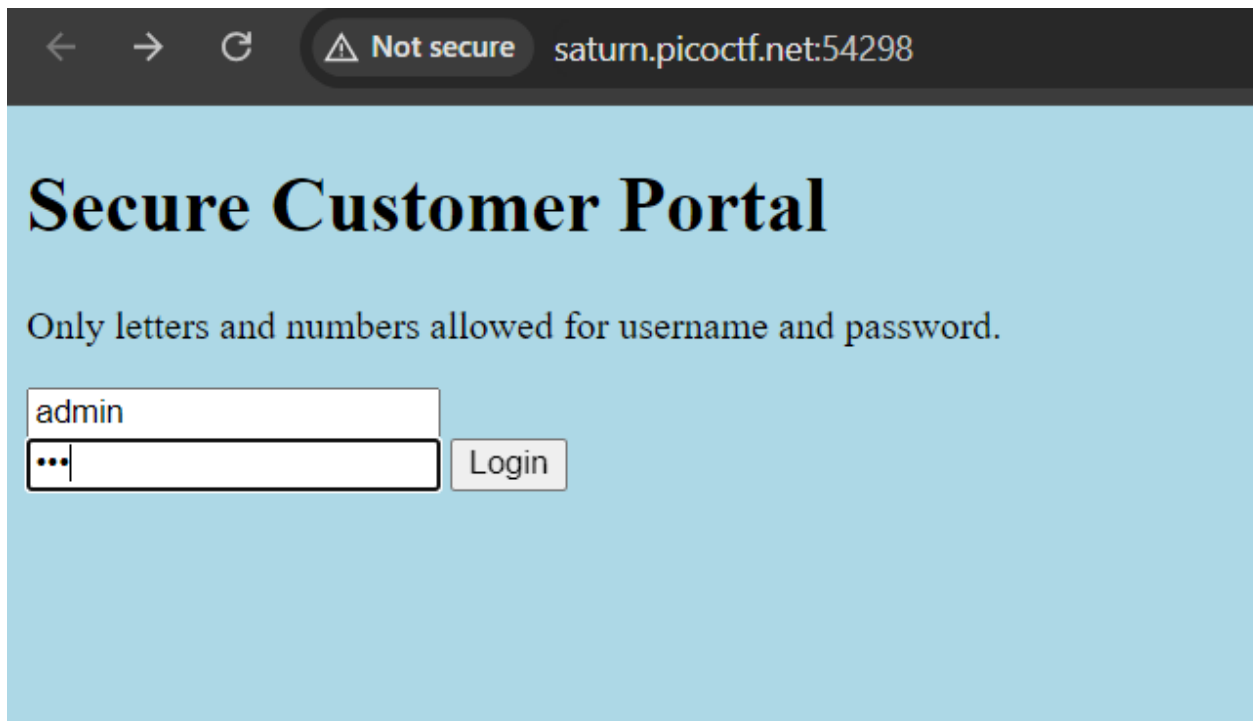 Not secure saturn.picoctf.net:54298
Secure Customer Portal
Only letters and numbers allowed for username and password.
admin
•••
Login